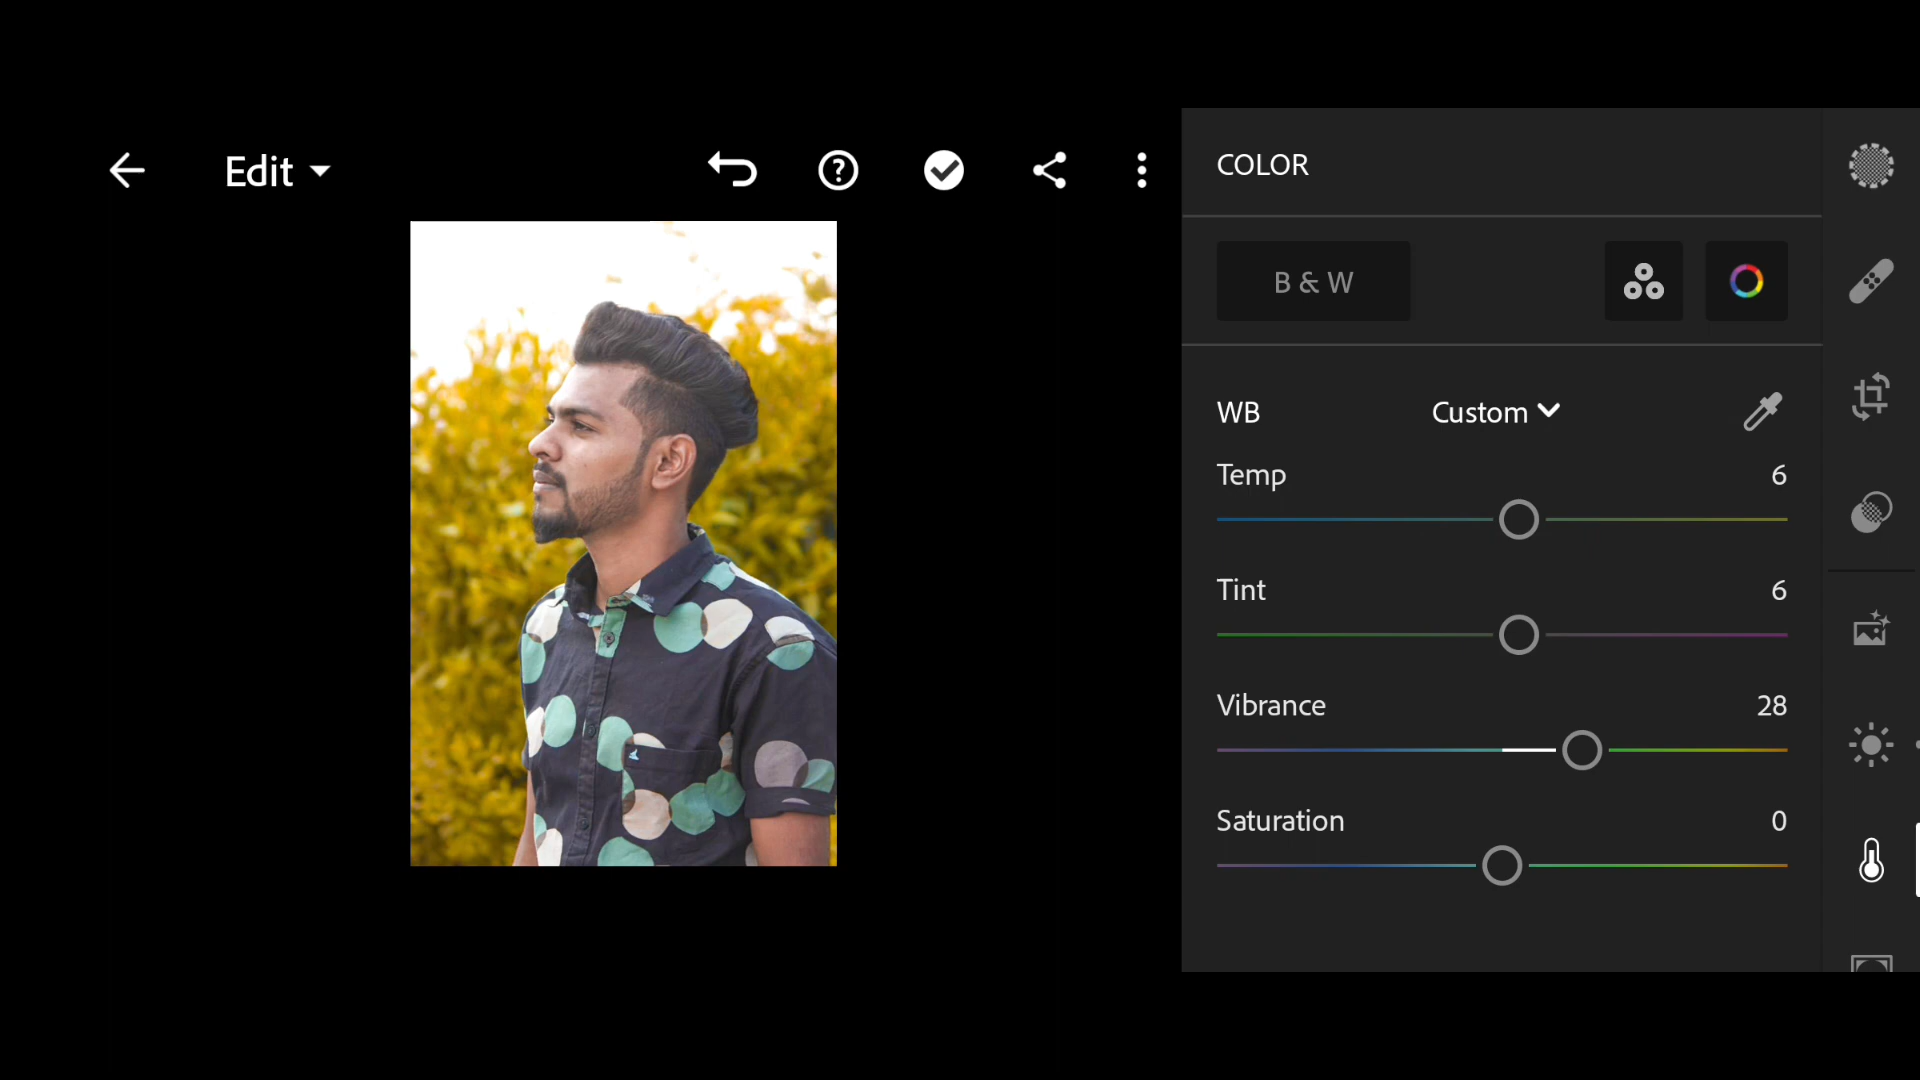 Edit
COLOR
B & W
WB Custom
Temp 6
Tint 6
Vibrance 28
Saturation 0